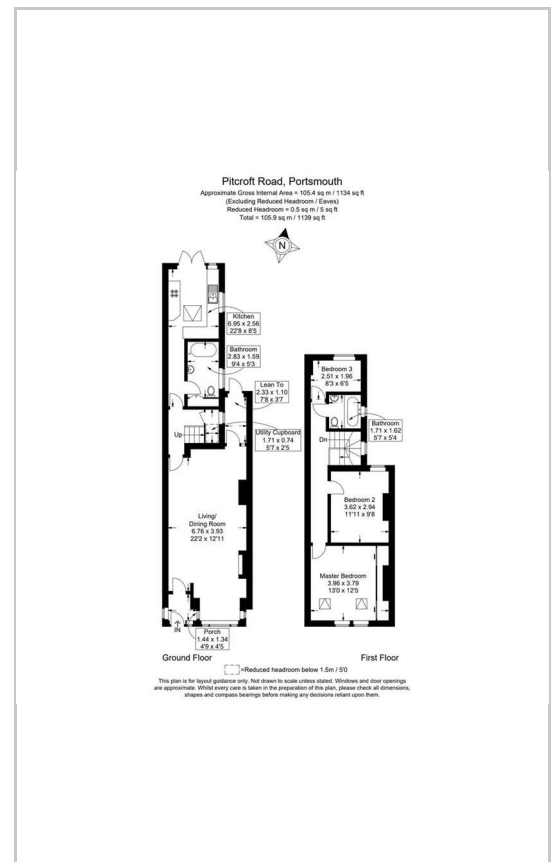 Pitcroft Road, Portsmouth
Approximate Gross Internal Area = 105.4 sq m / 1134 sq ft
(Excluding Reduced Headroom / Eaves)
Reduced Headroom = 0.5 sq m / 5 sq ft
Total = 105.9 sq m / 1139 sq ft
N
Kitchen
6.95 x 2.56
22'8 x 8'5
Bathroom
2.83 x 1.59
9'4 x 5'3
Lean To
2.33 x 1.10
7'8 x 3'7
Utility Cupboard
1.71 x 0.74
5'7 x 2'5
Up
Living/
Dining Room
6.76 x 3.93
22'2 x 12'11
IN
Porch
1.44 x 1.34
4'9 x 4'5
Ground Floor
Bedroom 3
2.51 x 1.96
8'3 x 6'5
Bathroom
1.71 x 1.62
5'7 x 5'4
Dn
Bedroom 2
3.62 x 2.94
11'11 x 9'8
Master Bedroom
3.96 x 3.79
13'0 x 12'5
First Floor
=Reduced headroom below 1.5m / 5'0
This plan is for layout guidance only. Not drawn to scale unless stated. Windows and door openings
are approximate. Whilst every care is taken in the preparation of this plan, please check all dimensions,
shapes and compass bearings before making any decisions reliant upon them.